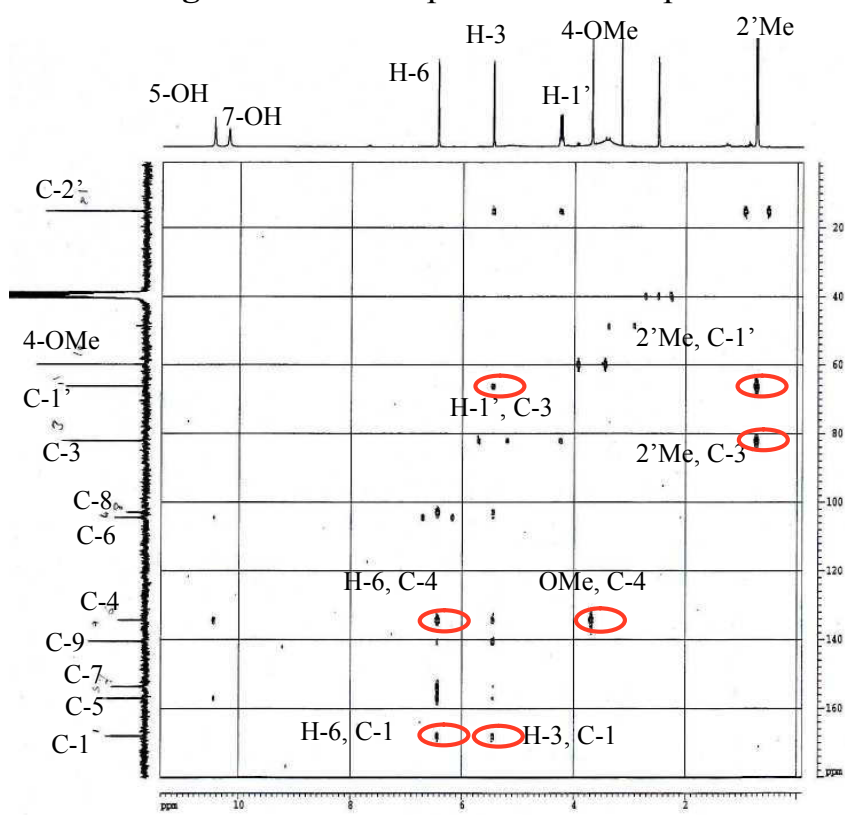 H-3
4-OMe
2'Me
H-6
5-OH
7-OH
H-1'
C-2'
20
40
4-OMe
2'Me, C-1'
60
C-1'
H-1', C-3
80
C-3
2'Me, C-3
C-8
100
C-6
120
H-6, C-4
OMe, C-4
C-4
C-9
140
C-7
C-5
160
H-6, C-1
H-3, C-1
C-1
ppm
ppm 10 8 6 4 2